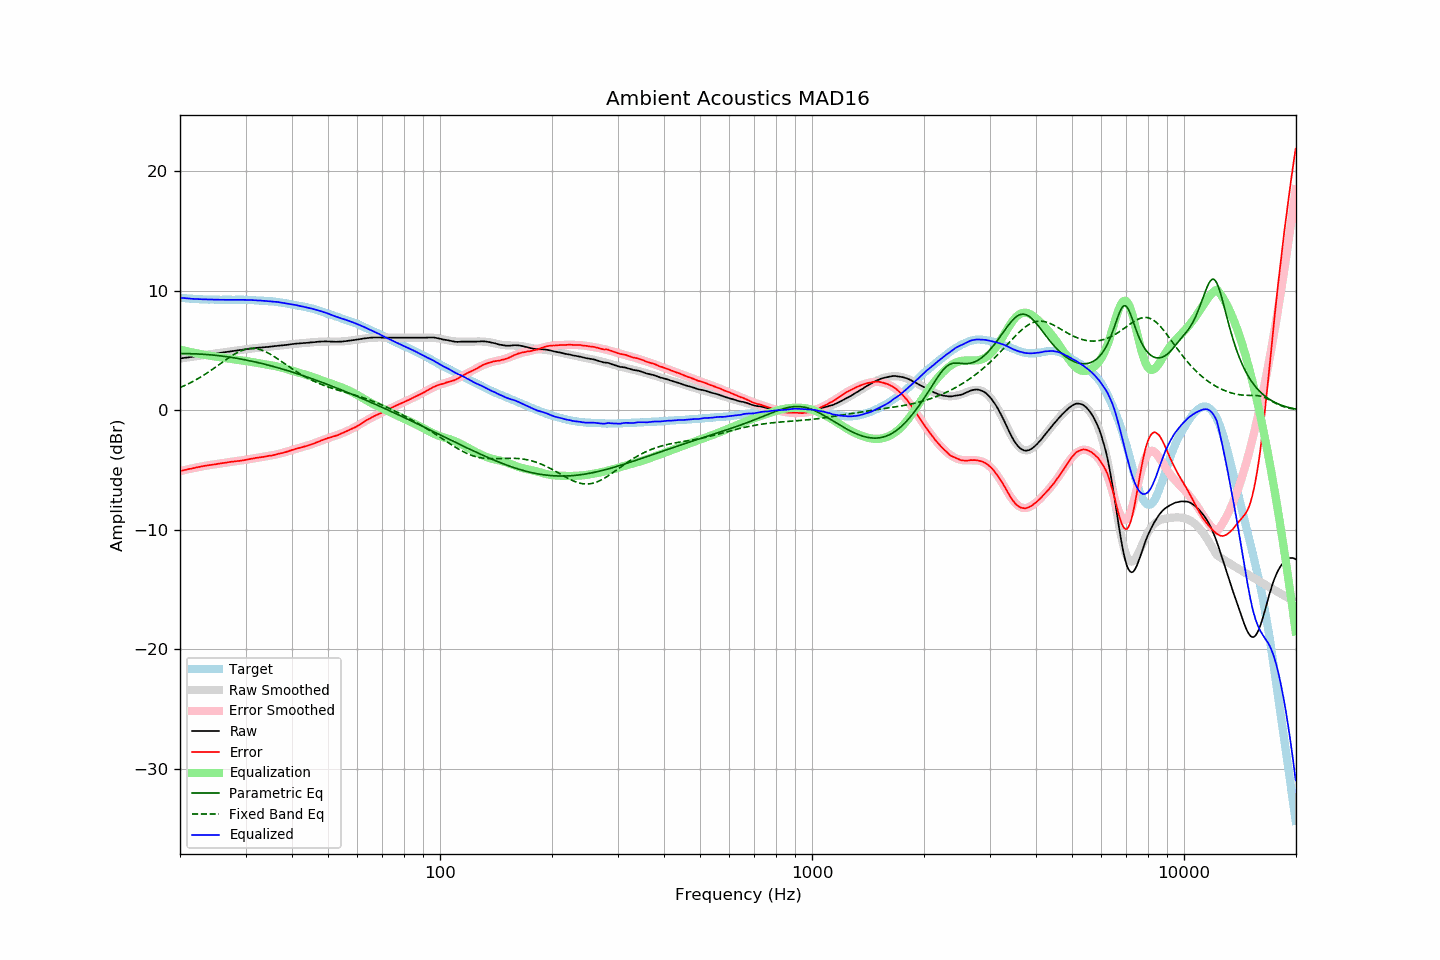 Ambient Acoustics MAD16
Amplitude (dBr)
20
10
0
−10
−20
−30
Target
Raw Smoothed
Error Smoothed
Raw
Error
Equalization
Parametric Eq
Fixed Band Eq
Equalized
100
1000
10000
Frequency (Hz)